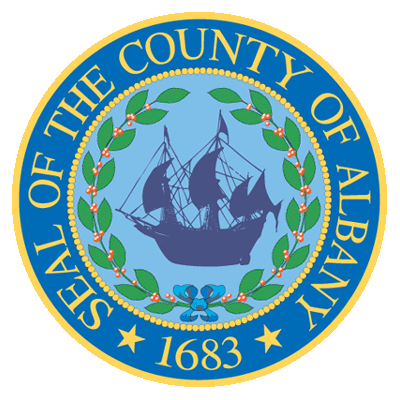 SEAL OF THE COUNTY OF ALBANY
1683